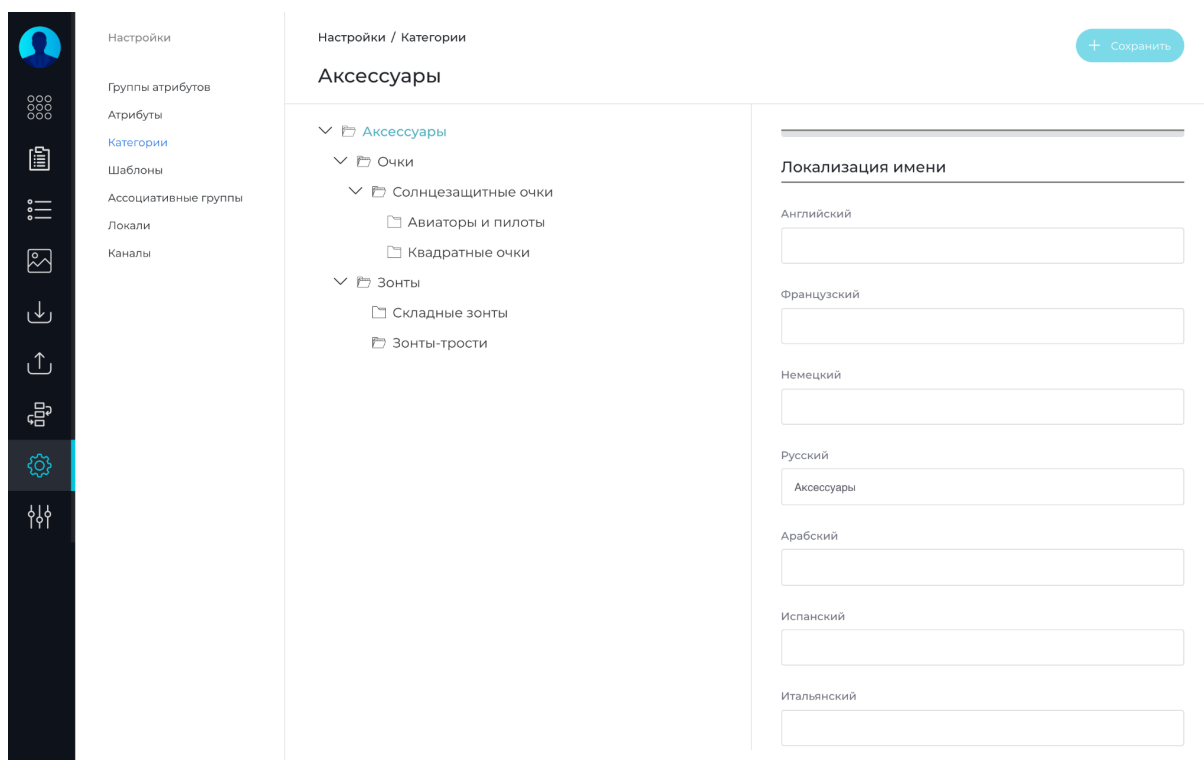 Настройки
Группы атрибутов
Атрибуты
Категории
Шаблоны
Ассоциативные группы
Локали
Каналы
Настройки / Категории
Сохранить
Аксессуары
Аксессуары
Очки
Солнцезащитные очки
Авиаторы и пилоты
Квадратные очки
Зонты
Складные зонты
Зонты-трости
Локализация имени
Английский
Французский
Немецкий
Русский
Аксессуары
Арабский
Испанский
Итальянский